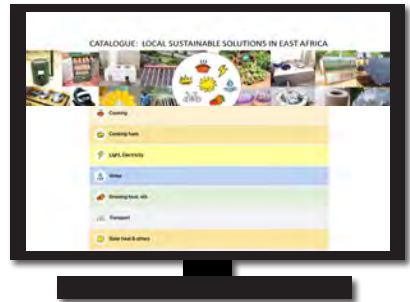 CATALOGUE: LOCAL SUSTAINABLE SOLUTIONS IN EAST AFRICA
Cooking
Cooking fuels
Light, Electricity
Water
Growing food, silk
Transport
Solar food & others